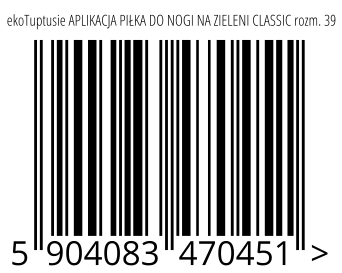 ekoTuptusie APLIKACJA PIŁKA DO NOGI NA ZIELENI CLASSIC rozm. 39
5 904083 470451 >